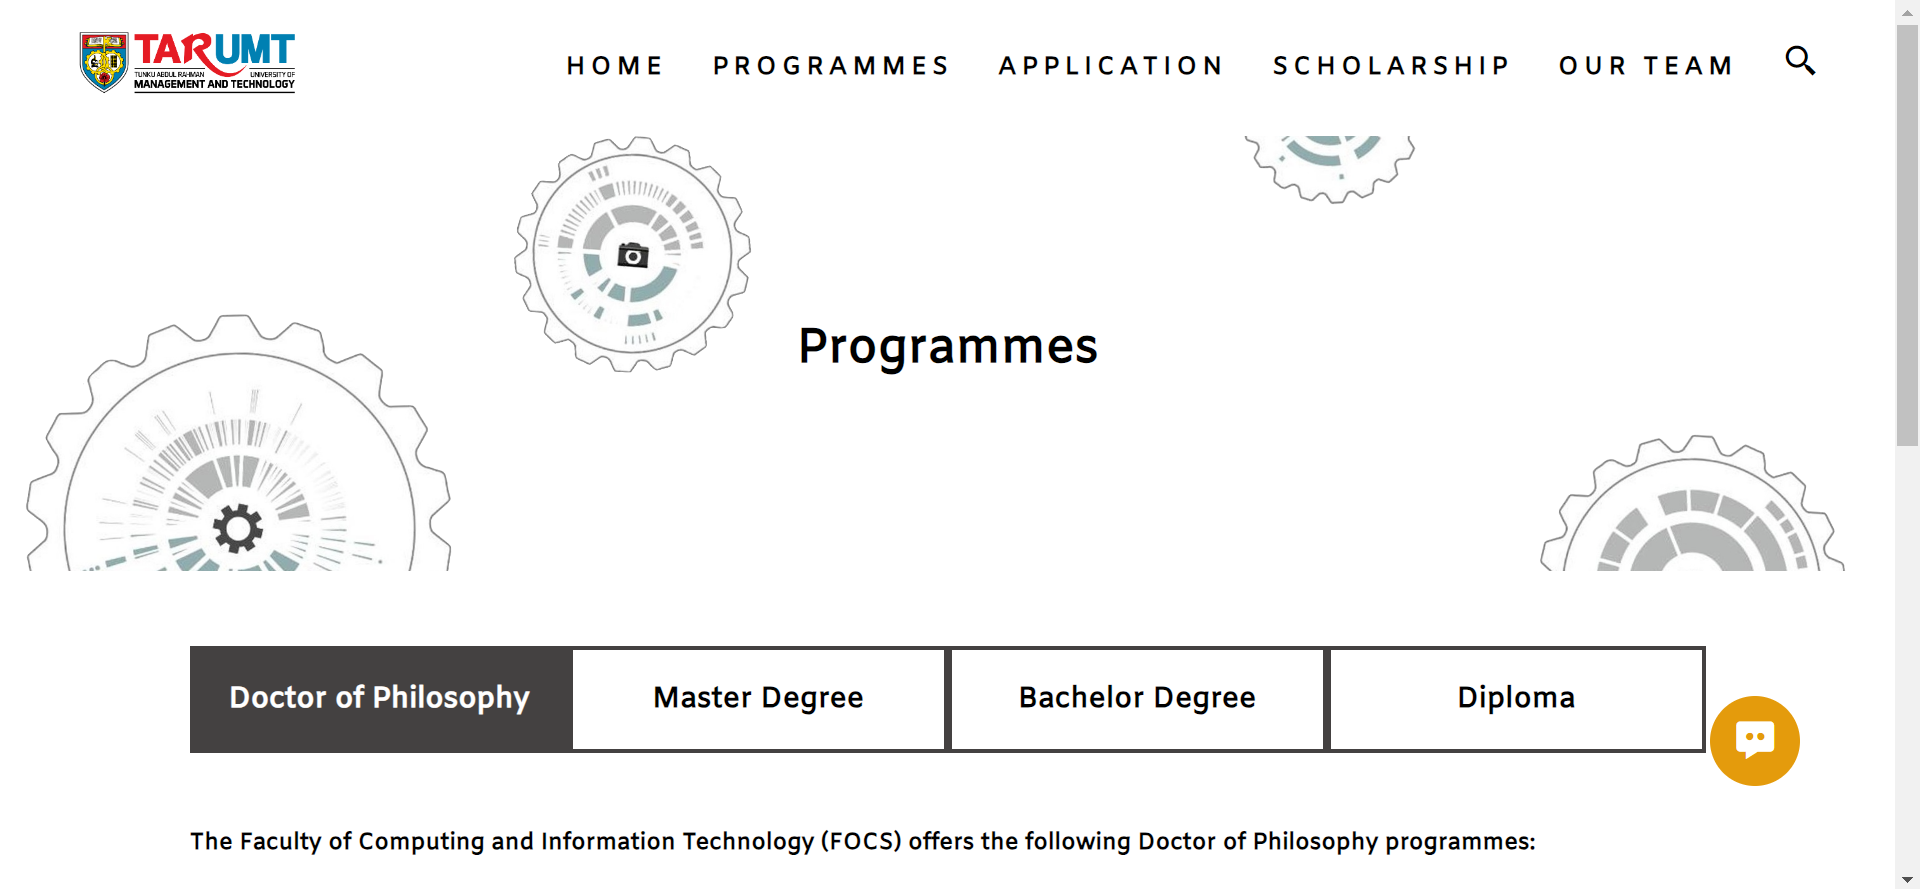 TARUMT
TUNKU ABDUL RAHMAN UNIVERSITY OF
MANAGEMENT AND TECHNOLOGY
HOME PROGRAMMES APPLICATION SCHOLARSHIP OUR TEAM
Programmes
Doctor of Philosophy Master Degree Bachelor Degree Diploma
The Faculty of Computing and Information Technology (FOCS) offers the following Doctor of Philosophy programmes: